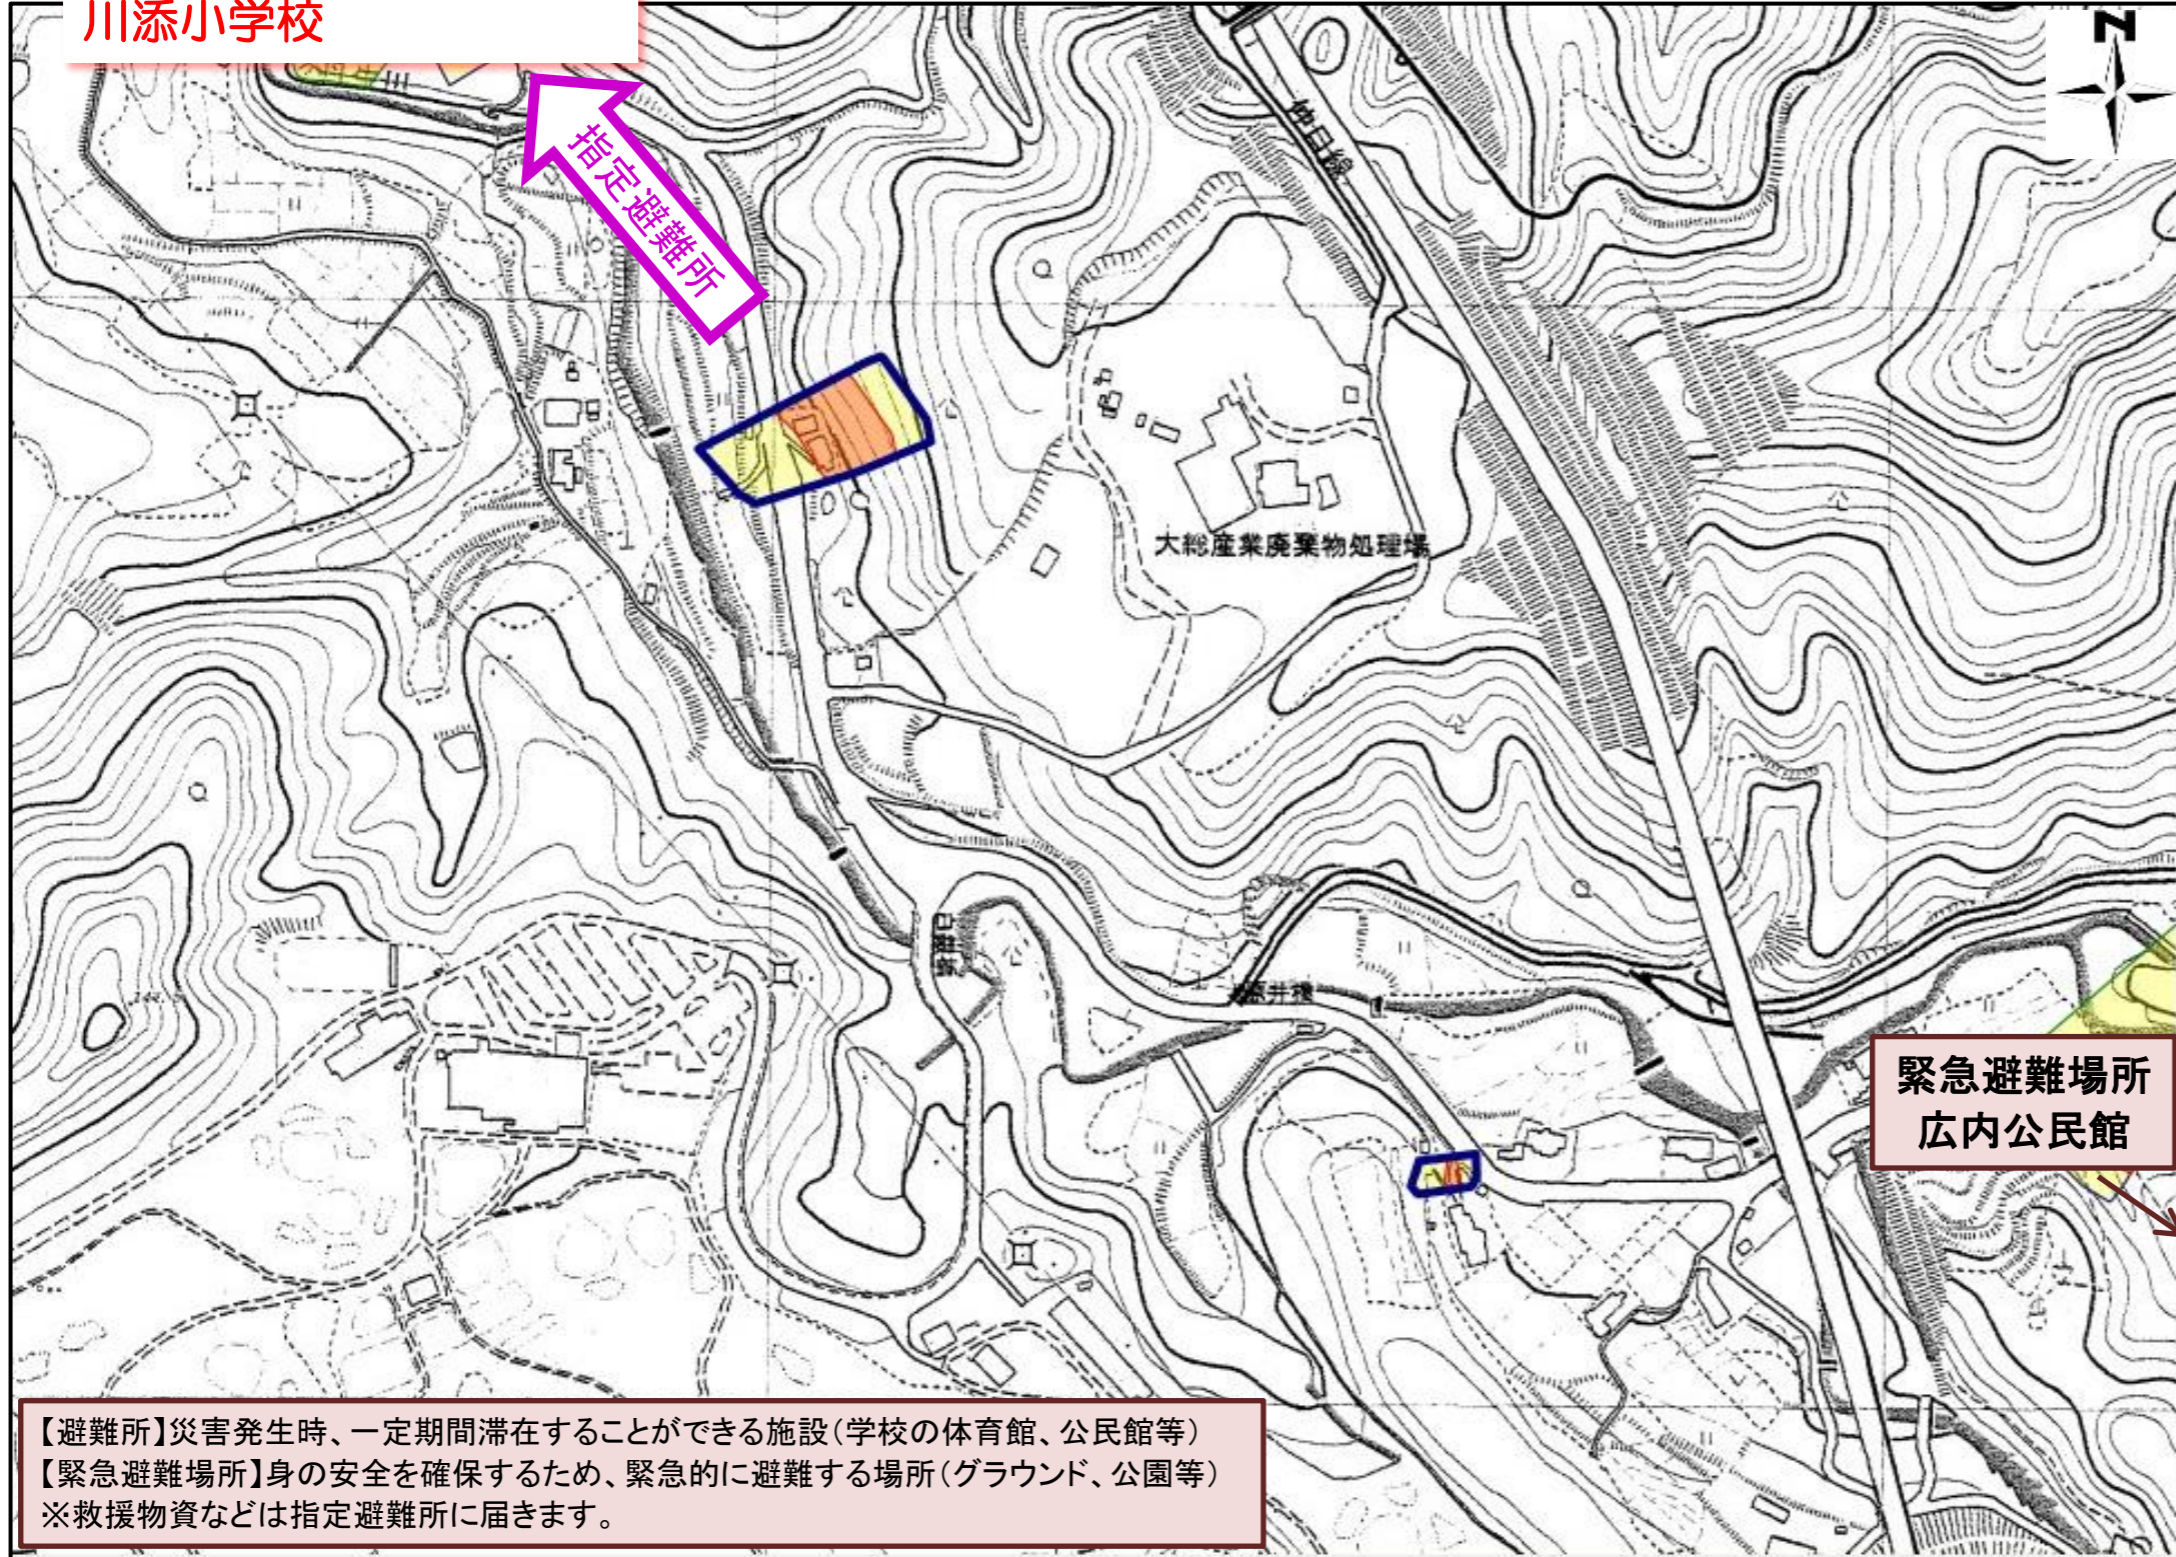 川添小学校
N
指定避難所
仲日線
大総産業廃棄物処理場
緊急避難場所
広内公民館
【避難所】災害発生時、一定期間滞在することができる施設(学校の体育館、公民館等)
【緊急避難場所】身の安全を確保するため、緊急的に避難する場所(グラウンド、公園等)
※救援物資などは指定避難所に届きます。